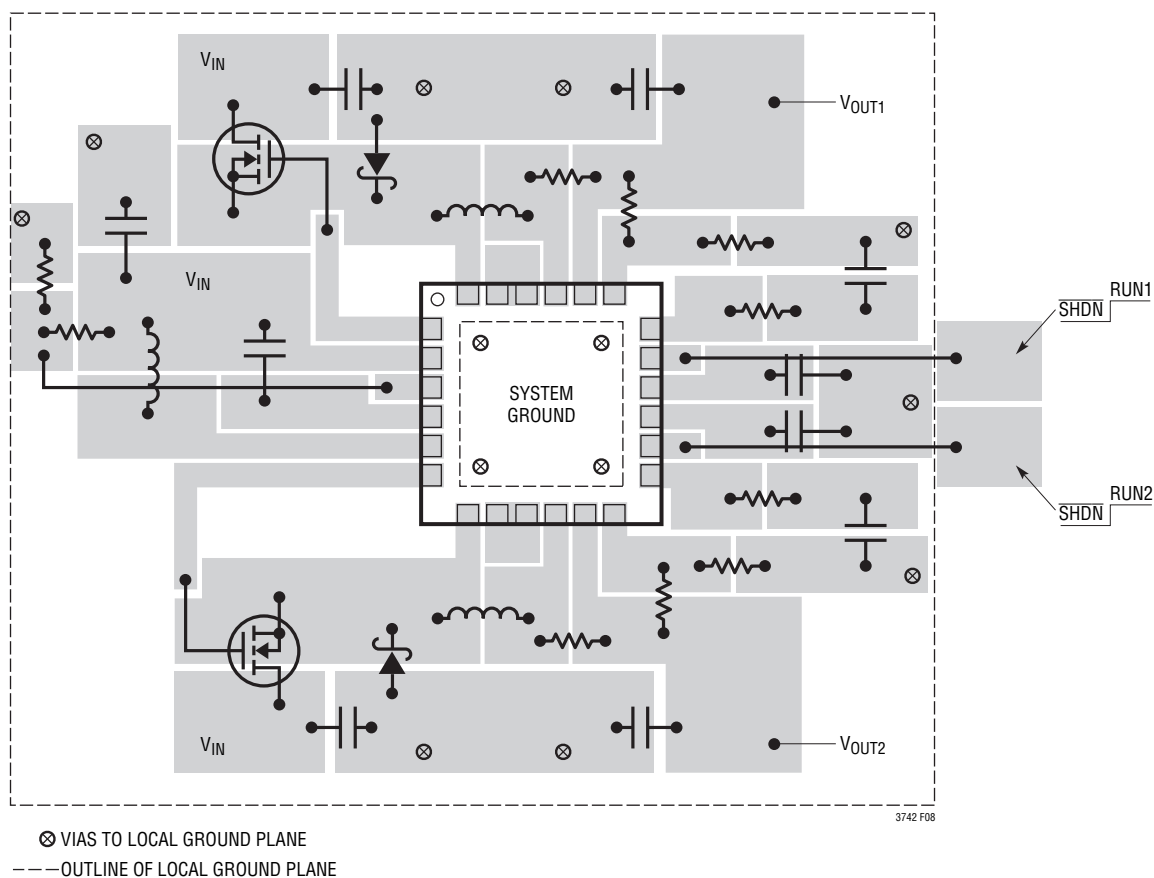 VIN
VOUT1
VIN
SYSTEM
GROUND
RUN1
SHDN
RUN2
SHDN
VIN
VOUT2
3742 F08
VIAS TO LOCAL GROUND PLANE
OUTLINE OF LOCAL GROUND PLANE